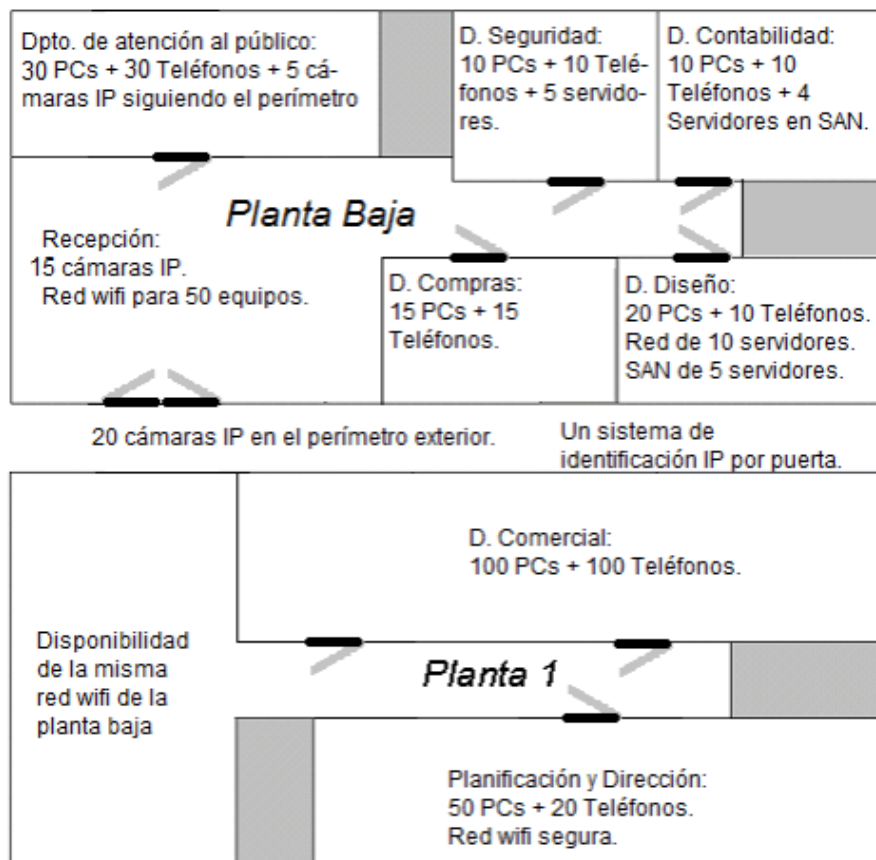 Dpto. de atención al público:
30 PCs + 30 Teléfonos + 5 cá-
maras IP siguiendo el perímetro
D. Seguridad:
10 PCs + 10 Telé-
fonos + 5 servido-
res.
D. Contabilidad:
10 PCs + 10
Teléfonos + 4
Servidores en SAN.
Planta Baja
Recepción:
15 cámaras IP.
Red wifi para 50 equipos.
D. Compras:
15 PCs + 15
Teléfonos.
D. Diseño:
20 PCs + 10 Teléfonos.
Red de 10 servidores.
SAN de 5 servidores.
20 cámaras IP en el perímetro exterior.
Un sistema de
identificación IP por puerta.
D. Comercial:
100 PCs + 100 Teléfonos.
Disponibilidad
de la misma
red wifi de la
planta baja
Planta 1
Planificación y Dirección:
50 PCs + 20 Teléfonos.
Red wifi segura.